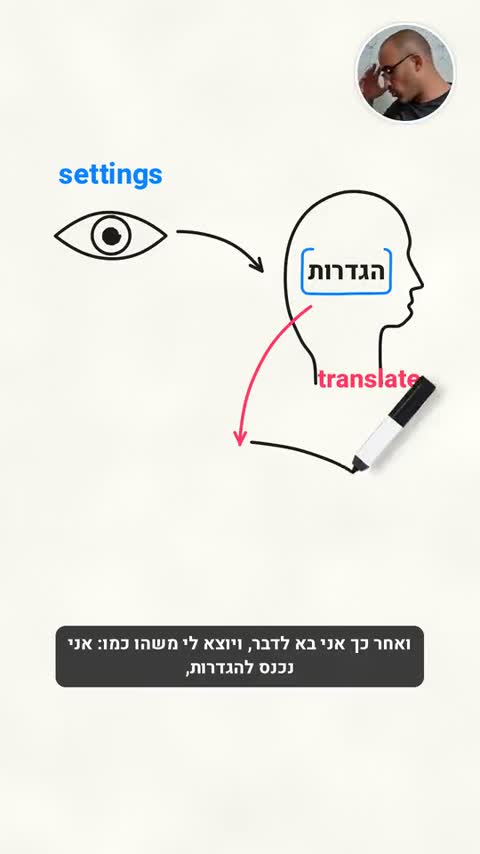 settings
הגדרות
translate
ואחר כך אני בא לדבר, ויוצא לי משהו כמו: אני
נכנס להגדרות,